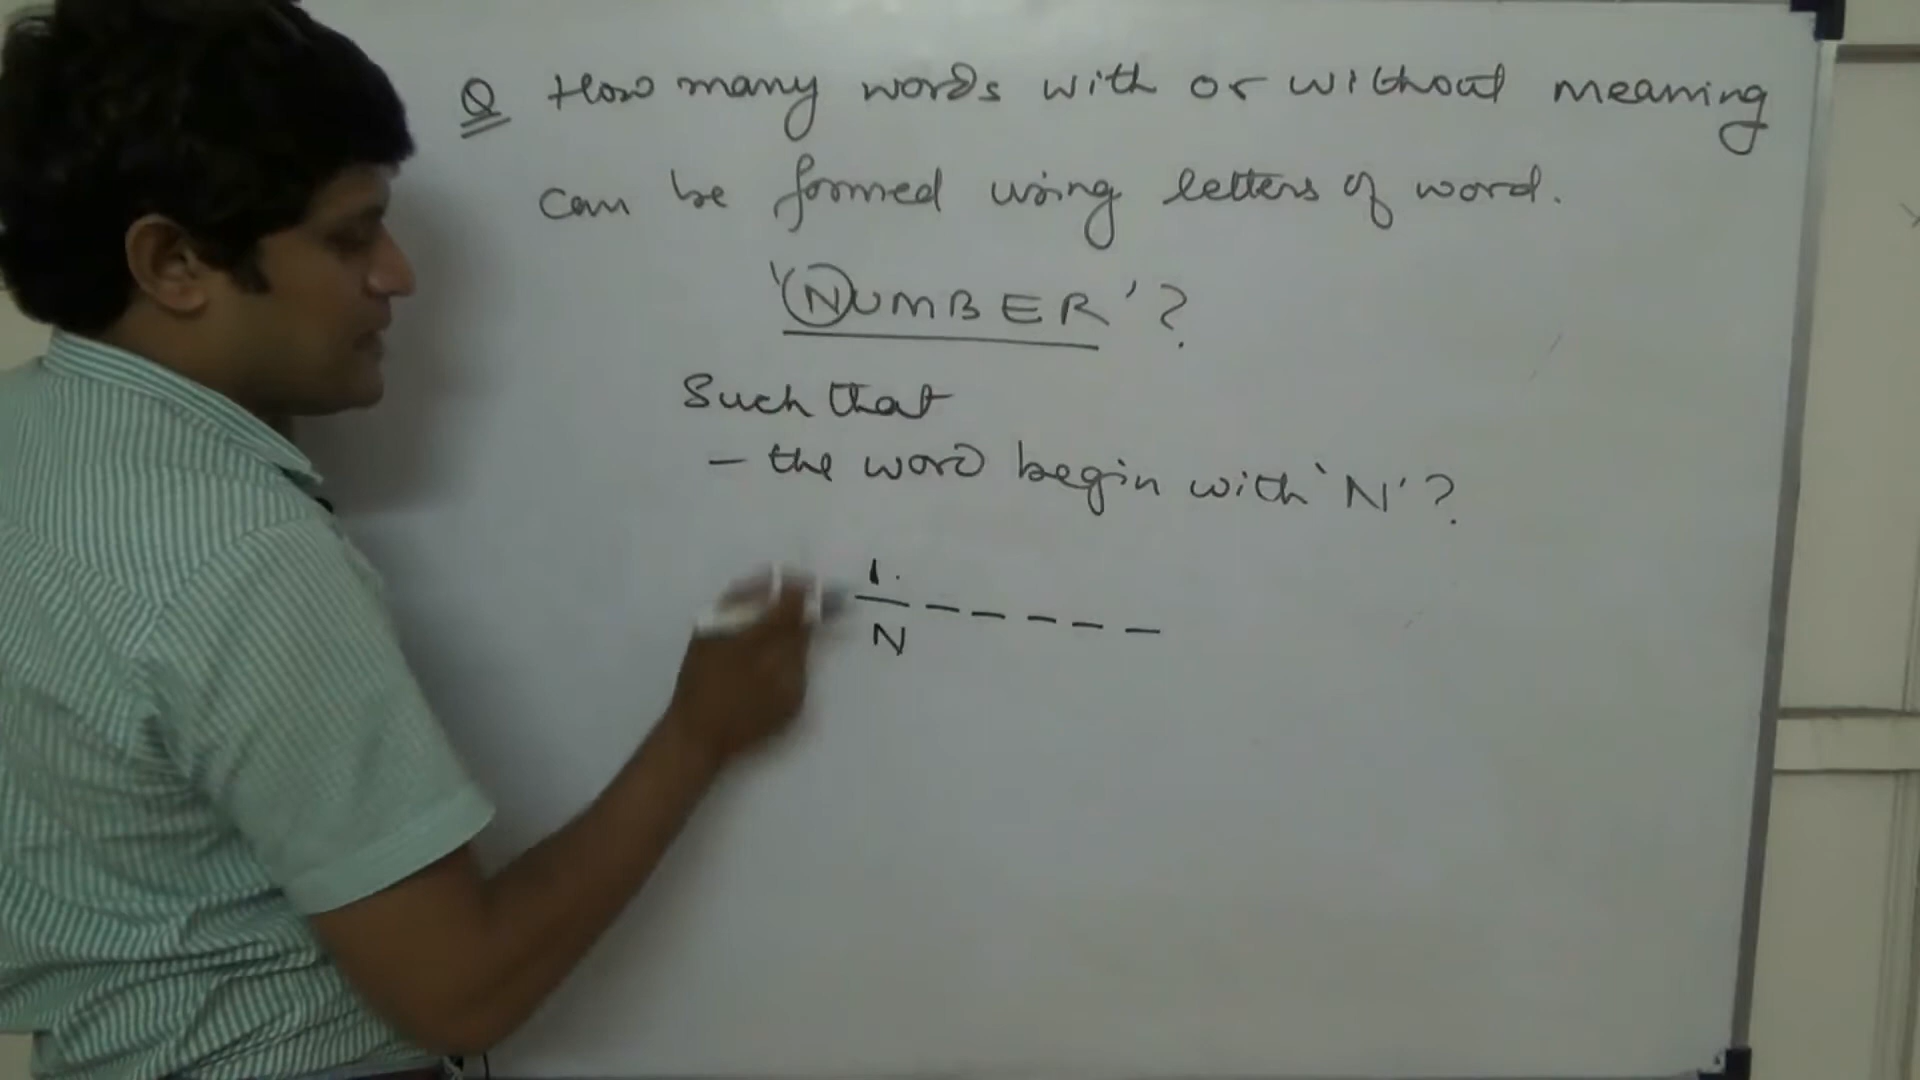 Q How many words with or without meaning
can be formed using letters of word.
'NUMBER'?
Such that
- the word begin with 'N'?
1.
N